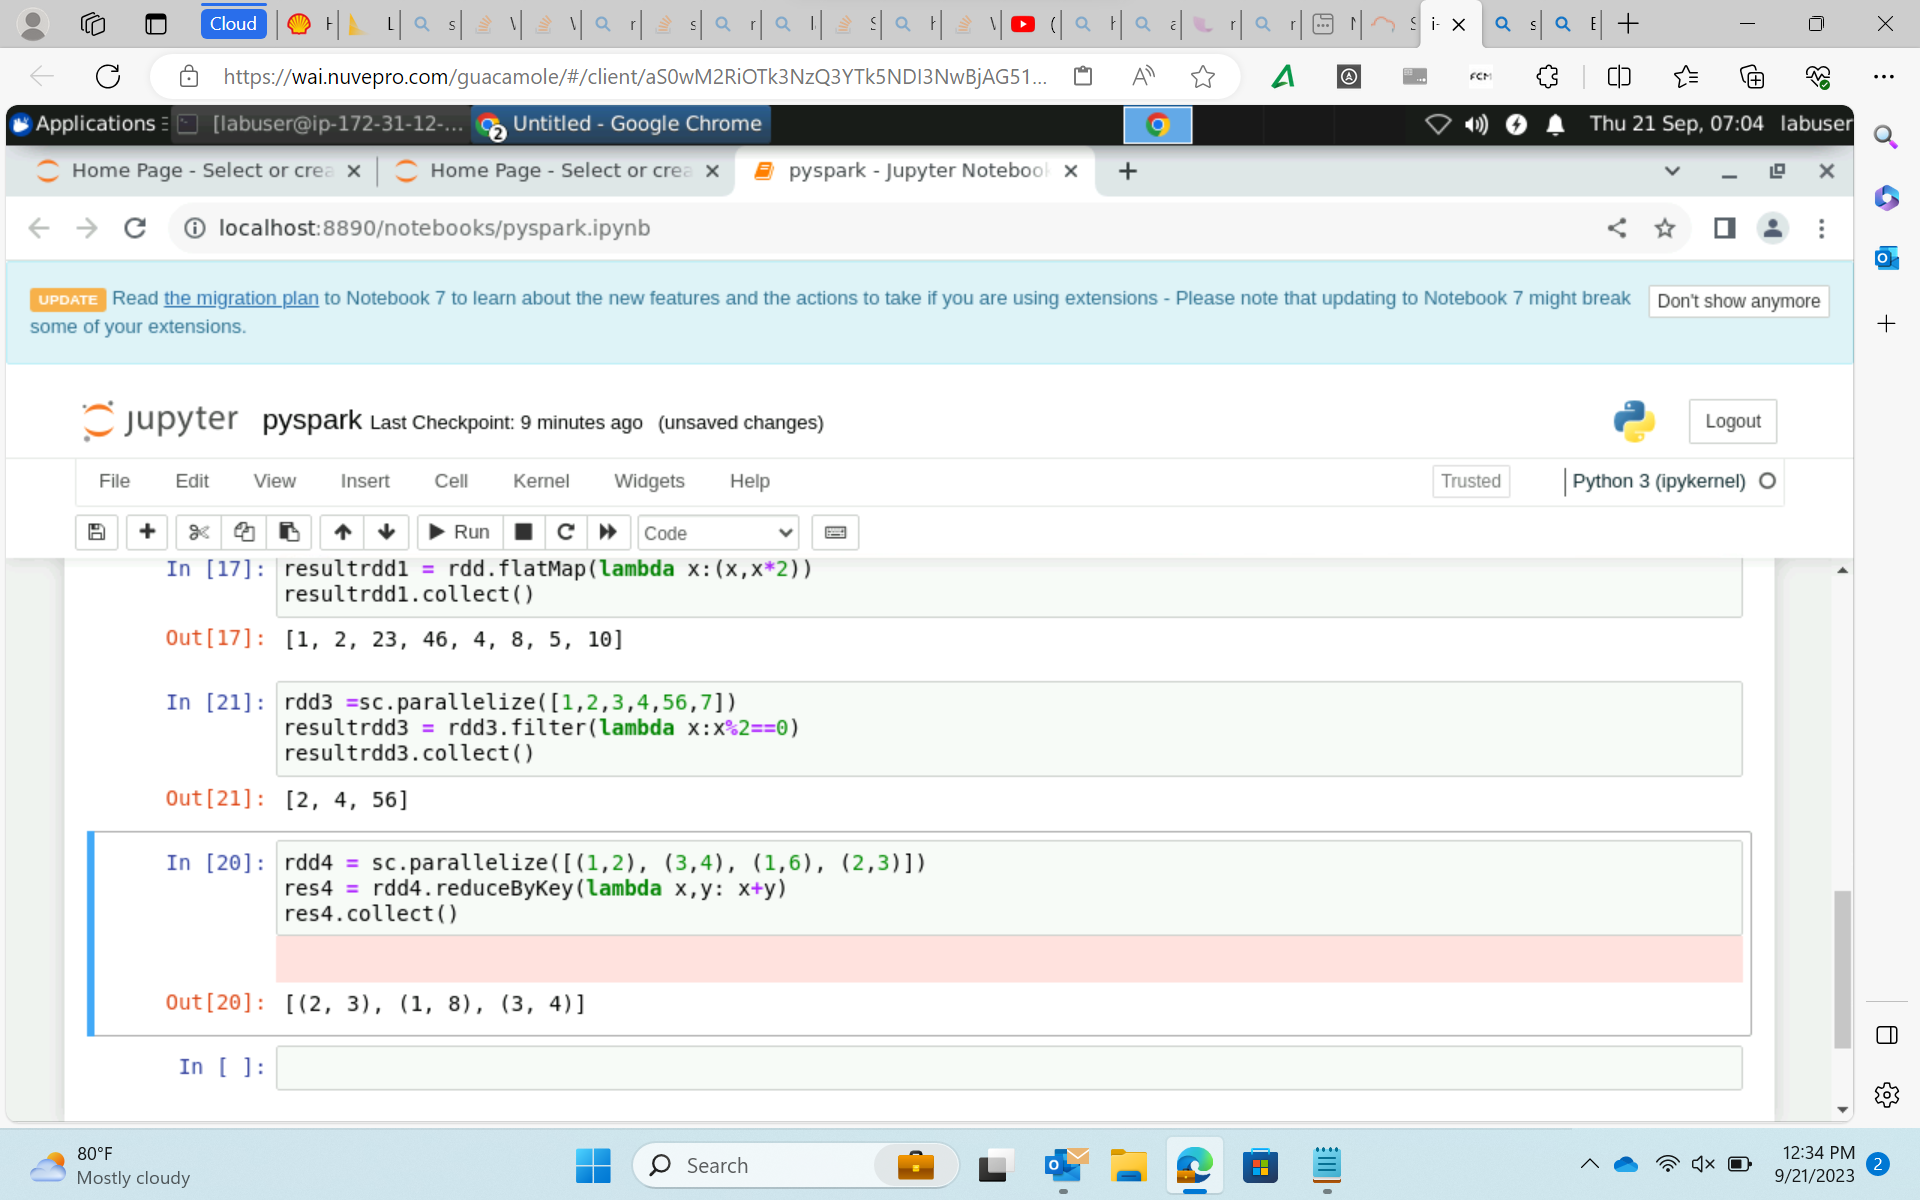 Cloud
https://wai.nuvepro.com/guacamole/#/client/aS0wM2RiOTk3NzQ3YTk5NDI3NwBjAG51...
Applications
[labuser@ip-172-31-12-...
Untitled - Google Chrome
Thu 21 Sep, 07:04 labuser
Home Page - Select or crea
Home Page - Select or crea
pyspark - Jupyter Notebook
localhost:8890/notebooks/pyspark.ipynb
UPDATE Read the migration plan to Notebook 7 to learn about the new features and the actions to take if you are using extensions - Please note that updating to Notebook 7 might break
some of your extensions.
Don't show anymore
jupyter pyspark Last Checkpoint: 9 minutes ago (unsaved changes)
Logout
File Edit View Insert Cell Kernel Widgets Help
Trusted
Python 3 (ipykernel)
Run
Code
In [17]: resultrdd1 = rdd.flatMap(lambda x:(x,x*2))
resultrdd1.collect()
Out[17]: [1, 2, 23, 46, 4, 8, 5, 10]
In [21]: rdd3 =sc.parallelize([1,2,3,4,56,7])
resultrdd3 = rdd3.filter(lambda x:x%2==0)
resultrdd3.collect()
Out[21]: [2, 4, 56]
In [20]: rdd4 = sc.parallelize([(1,2), (3,4), (1,6), (2,3)])
res4 = rdd4.reduceByKey(lambda x,y: x+y)
res4.collect()
Out[20]: [(2, 3), (1, 8), (3, 4)]
In [ ]:
80°F
Mostly cloudy
Search
12:34 PM
9/21/2023
2